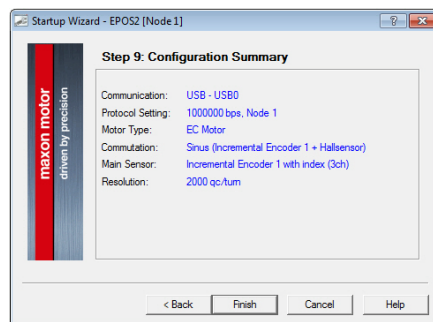 Startup Wizard - EPOS2 [Node 1]
Step 9: Configuration Summary
maxon motor
driven by precision
Communication: USB - USB0
Protocol Setting: 1000000 bps, Node 1
Motor Type: EC Motor
Commutation: Sinus (Incremental Encoder 1 + Hallsensor)
Main Sensor: Incremental Encoder 1 with index (3ch)
Resolution: 2000 qc/turn
< Back Finish Cancel Help